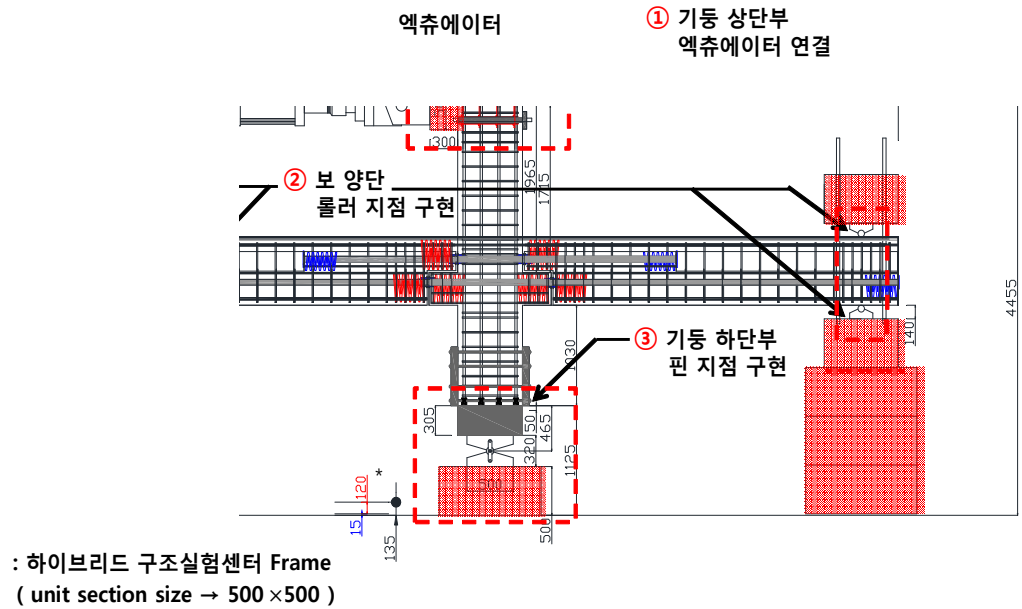 엑츄에이터
① 기둥 상단부
엑츄에이터 연결
300
1965
1715
② 보 양단
롤러 지점 구현
4455
140
③ 기둥 하단부
핀 지점 구현
1030
305
50
465
320
1125
500
500
*
120
15
135
: 하이브리드 구조실험센터 Frame
( unit section size → 500 ×500 )